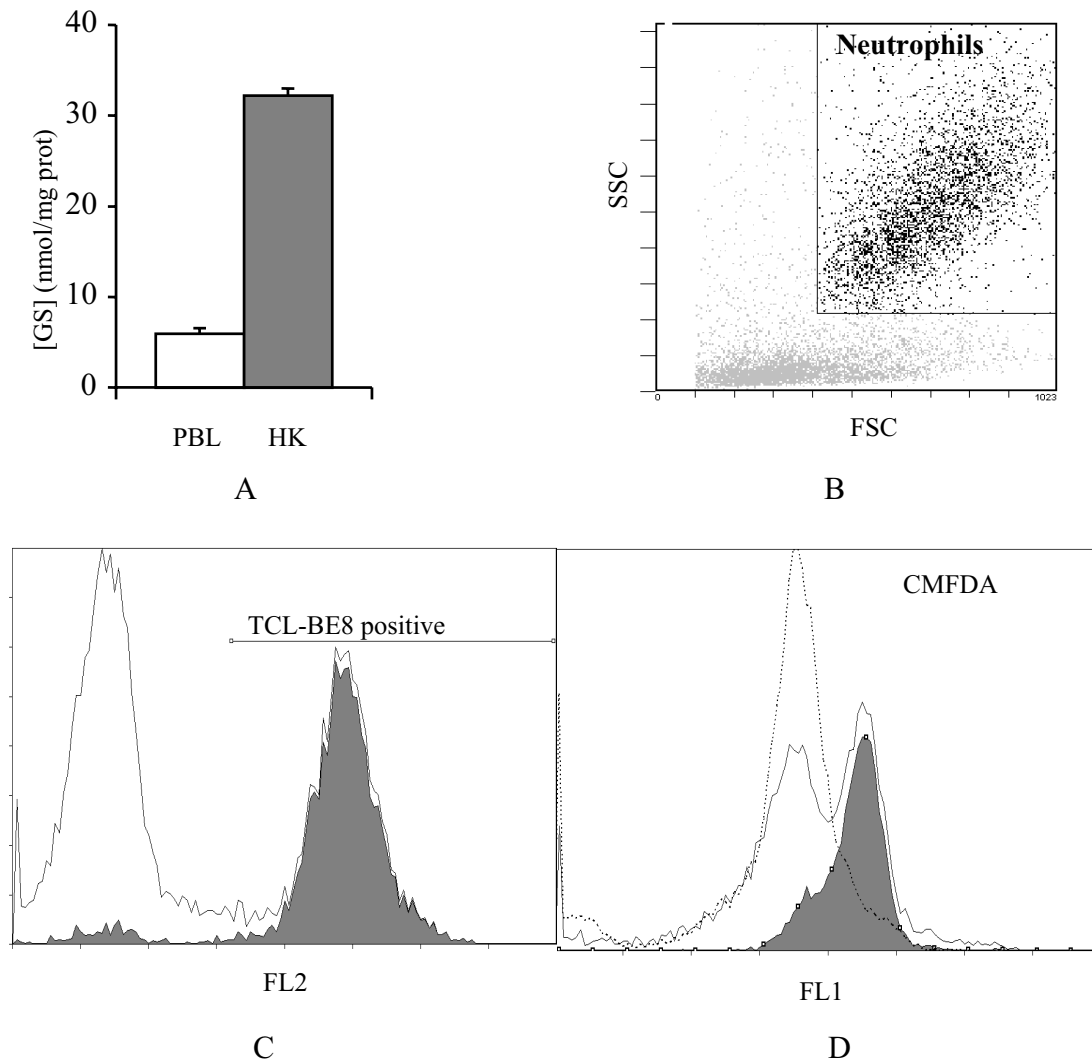 40
30
20
10
0
[GS] (nmol/mg prot)
PBL HK
A
Neutrophils
SSC
0 1023
FSC
B
TCL-BE8 positive
FL2
C
CMFDA
FL1
D